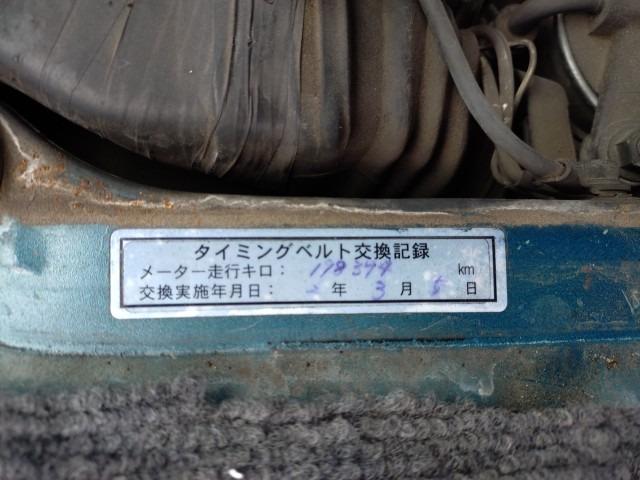 タイミングベルト交換記録
メーター走行キロ: 118374 km
交換実施年月日: 2 年 3 月 5 日